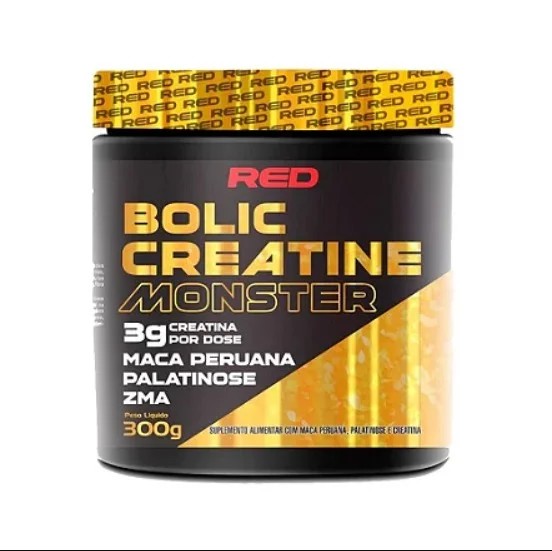 RED
BOLIC
CREATINE
MONSTER
3g CREATINA
POR DOSE
MACA PERUANA
PALATINOSE
ZMA
Peso Líquido
300g
SUPLEMENTO ALIMENTAR COM MACA PERUANA, PALATINOSE E CREATINA